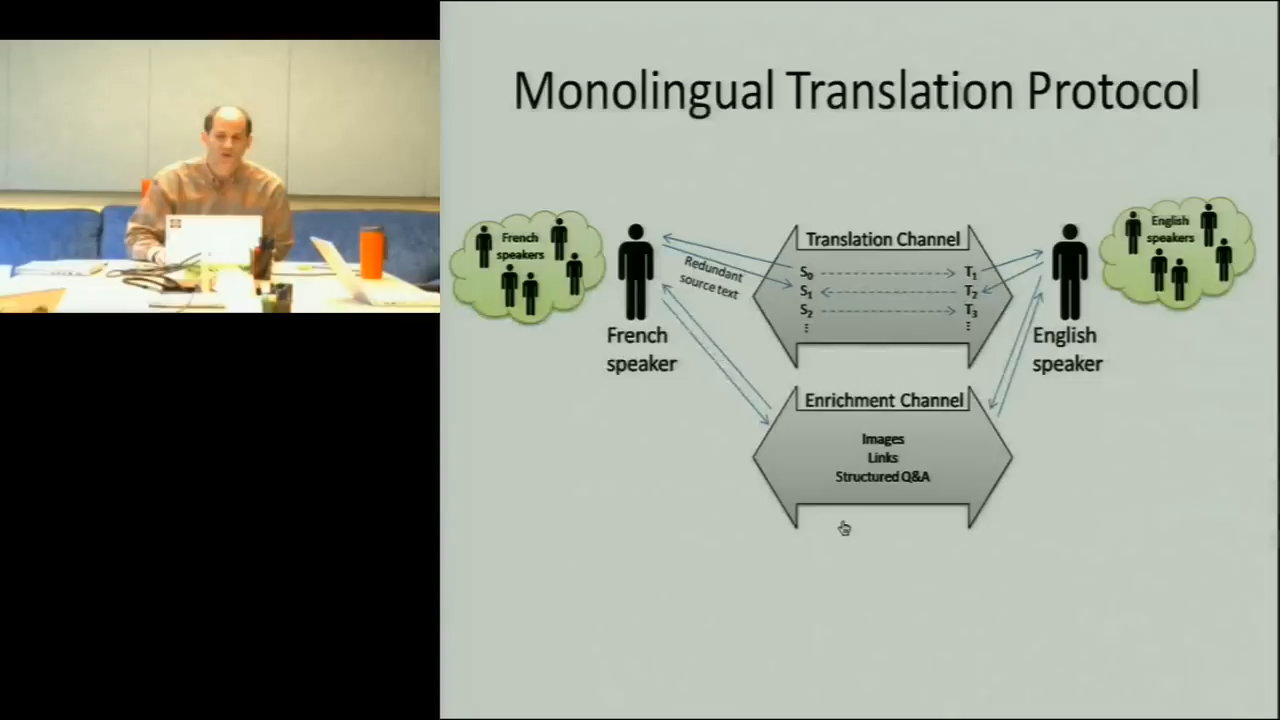 Monolingual Translation Protocol
French
speakers
French
speaker
Redundant
source text
Translation Channel
S0 T1
S1 T2
S2 T3
⋮ ⋮
English
speaker
English
speakers
Enrichment Channel
Images
Links
Structured Q&A